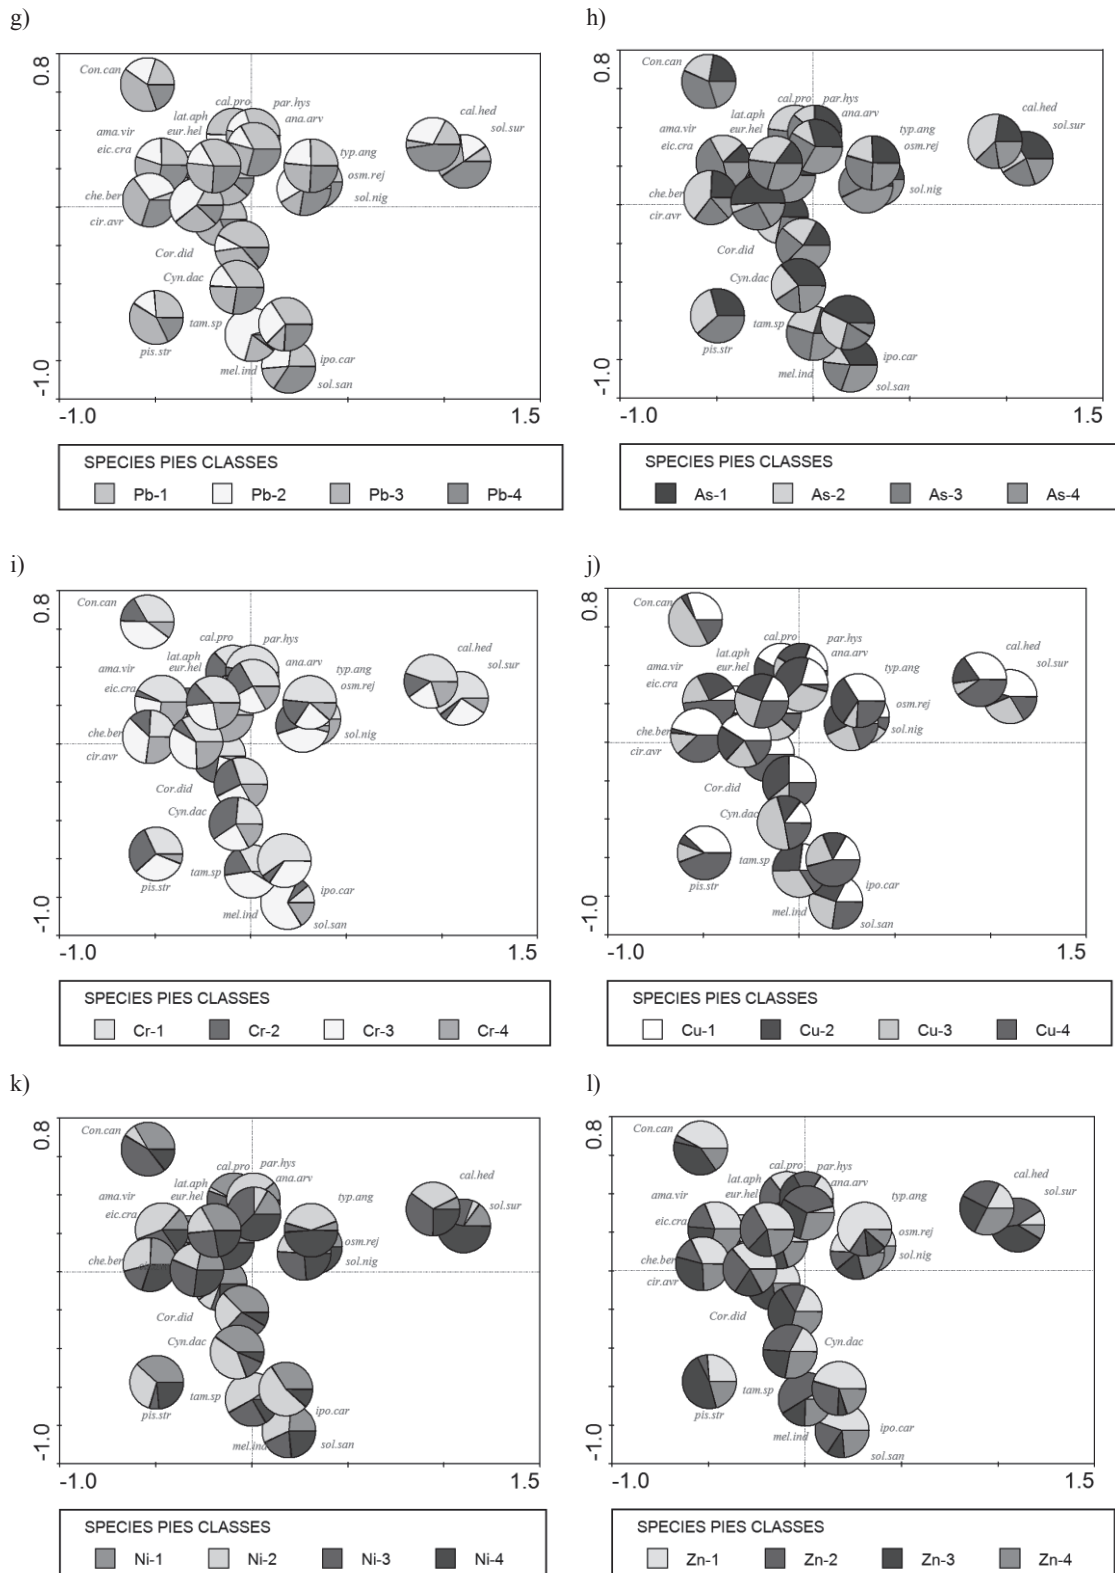 g)
0.8
Con.can
cal.pro
par.hys
lat.aph
ana.arv
cal.hed
ama.vir
eur.hel
sol.sur
eic.cra
typ.ang
osm.rej
che.ber
sol.nig
cir.avr
Cor.did
Cyn.dac
tam.sp
pis.str
ipo.car
mel.ind
sol.san
-1.0
-1.0
1.5
SPECIES PIES CLASSES
Pb-1 Pb-2 Pb-3 Pb-4
h)
0.8
Con.can
cal.pro
par.hys
lat.aph
ana.arv
cal.hed
ama.vir
eur.hel
sol.sur
eic.cra
typ.ang
osm.rej
che.ber
sol.nig
cir.avr
Cor.did
Cyn.dac
tam.sp
pis.str
ipo.car
mel.ind
sol.san
-1.0
-1.0
1.5
SPECIES PIES CLASSES
As-1 As-2 As-3 As-4
i)
0.8
Con.can
cal.pro
par.hys
lat.aph
ana.arv
cal.hed
ama.vir
eur.hel
typ.ang
sol.sur
eic.cra
osm.rej
che.ber
sol.nig
cir.avr
Cor.did
Cyn.dac
tam.sp
pis.str
ipo.car
mel.ind
sol.san
-1.0
-1.0
1.5
SPECIES PIES CLASSES
Cr-1 Cr-2 Cr-3 Cr-4
j)
0.8
Con.can
cal.pro
par.hys
lat.aph
ana.arv
cal.hed
ama.vir
eur.hel
typ.ang
sol.sur
eic.cra
osm.rej
che.ber
sol.nig
cir.avr
Cor.did
Cyn.dac
tam.sp
pis.str
ipo.car
mel.ind
sol.san
-1.0
-1.0
1.5
SPECIES PIES CLASSES
Cu-1 Cu-2 Cu-3 Cu-4
k)
0.8
Con.can
cal.pro
par.hys
lat.aph
ana.arv
cal.hed
ama.vir
eur.hel
typ.ang
sol.sur
eic.cra
osm.rej
che.ber
sol.nig
Cor.did
Cyn.dac
tam.sp
pis.str
ipo.car
mel.ind
sol.san
-1.0
-1.0
1.5
SPECIES PIES CLASSES
Ni-1 Ni-2 Ni-3 Ni-4
l)
0.8
Con.can
cal.pro
par.hys
lat.aph
ana.arv
cal.hed
ama.vir
eur.hel
typ.ang
sol.sur
eic.cra
osm.rej
che.ber
sol.nig
cir.avr
Cor.did
Cyn.dac
tam.sp
pis.str
ipo.car
mel.ind
sol.san
-1.0
-1.0
1.5
SPECIES PIES CLASSES
Zn-1 Zn-2 Zn-3 Zn-4